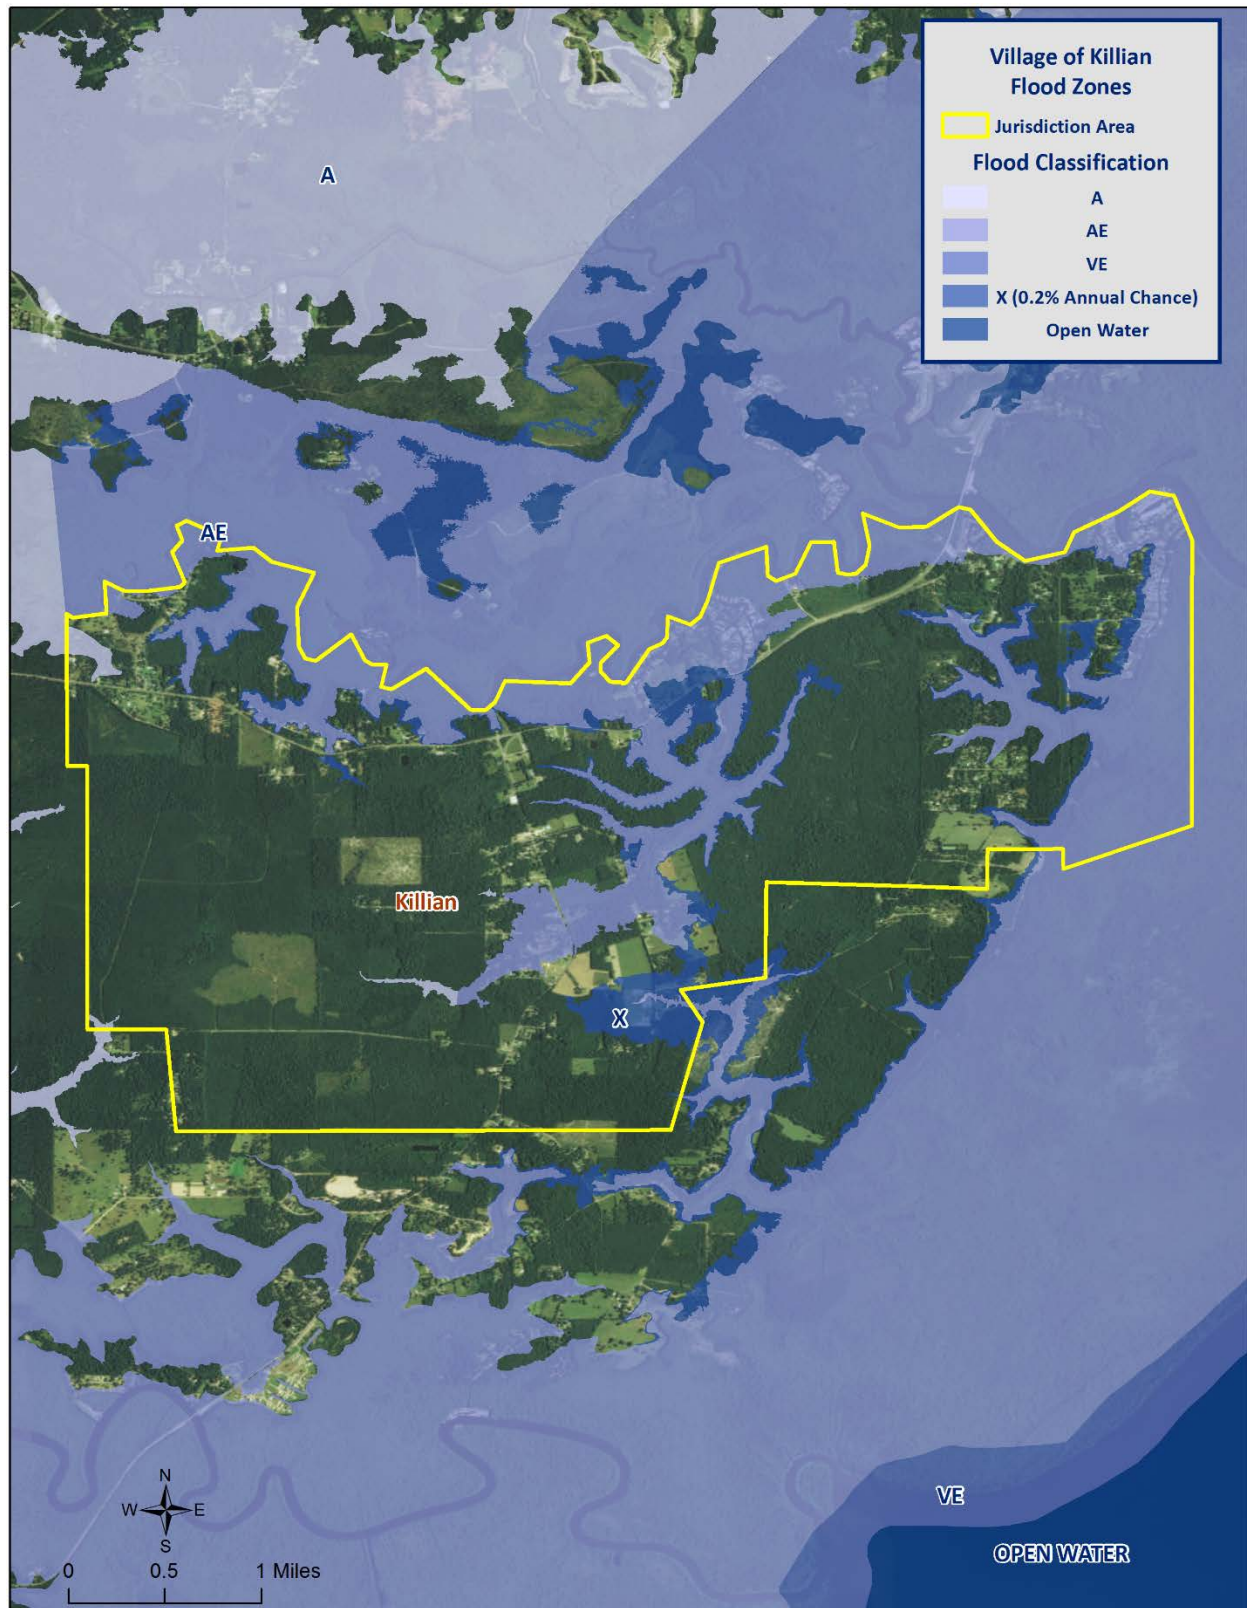 Village of Killian
Flood Zones
Jurisdiction Area
Flood Classification
A
AE
VE
X (0.2% Annual Chance)
Open Water
A
AE
Killian
X
VE
OPEN WATER
N
W E
S
0 0.5 1 Miles